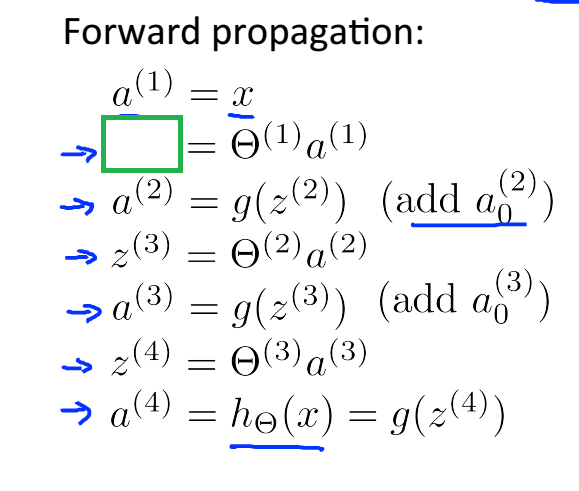 Forward propagation:
a^{(1)} = x
= Θ^{(1)}a^{(1)}
a^{(2)} = g(z^{(2)}) (add a_0^{(2)})
z^{(3)} = Θ^{(2)}a^{(2)}
a^{(3)} = g(z^{(3)}) (add a_0^{(3)})
z^{(4)} = Θ^{(3)}a^{(3)}
a^{(4)} = h_Θ(x) = g(z^{(4)})